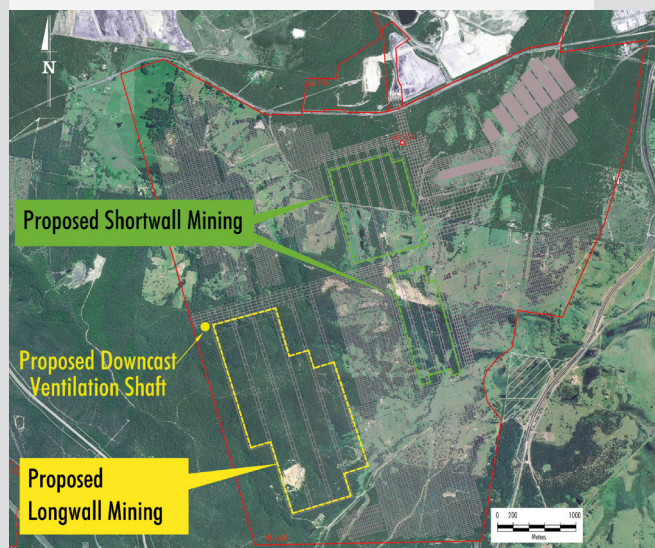 N
Proposed Shortwall Mining
Proposed Downcast
Ventilation Shaft
Proposed
Longwall Mining
0 200 1000
Metres